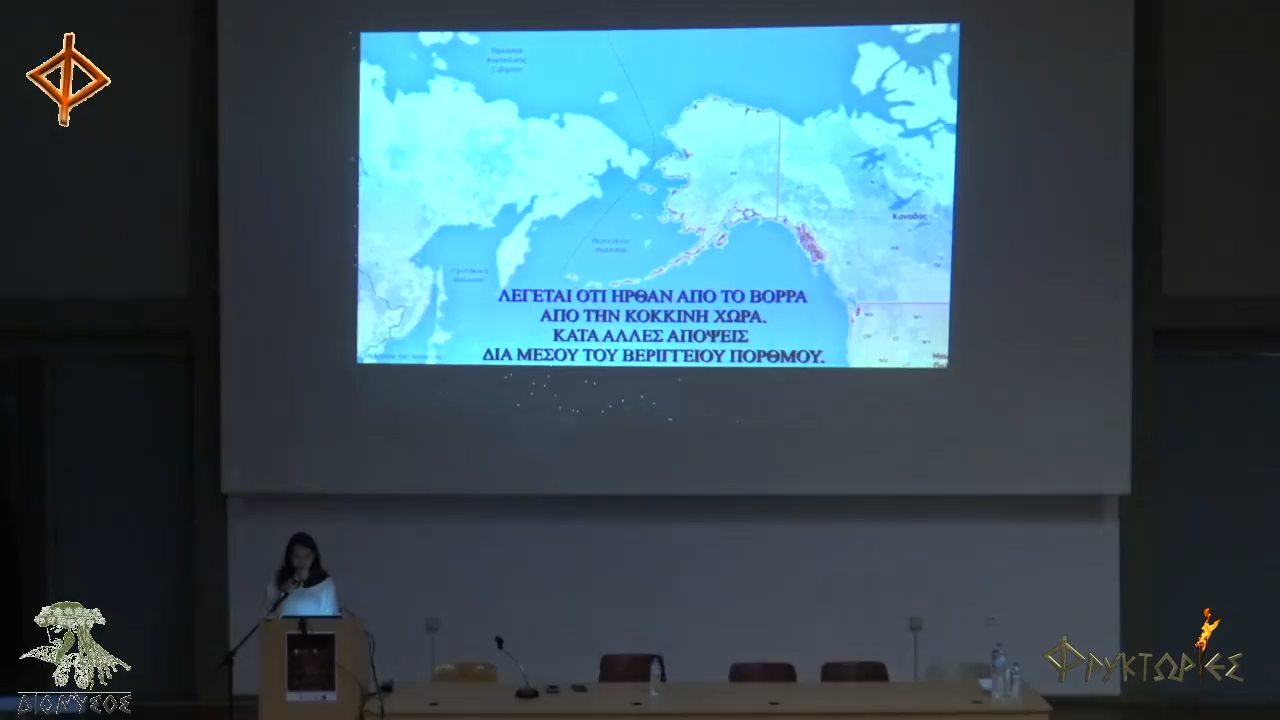 Καναδάς
ΛΕΓΕΤΑΙ ΟΤΙ ΗΡΘΑΝ ΑΠΟ ΤΟ ΒΟΡΡΑ
ΑΠΟ ΤΗΝ ΚΟΚΚΙΝΗ ΧΩΡΑ.
ΚΑΤΑ ΑΛΛΕΣ ΑΠΟΨΕΙΣ
ΔΙΑ ΜΕΣΟΥ ΤΟΥ ΒΕΡΙΓΓΕΙΟΥ ΠΟΡΘΜΟΥ.
ΦΡΥΚΤΩΡΙΕΣ
ΔΙΟΝΥΣΟΣ